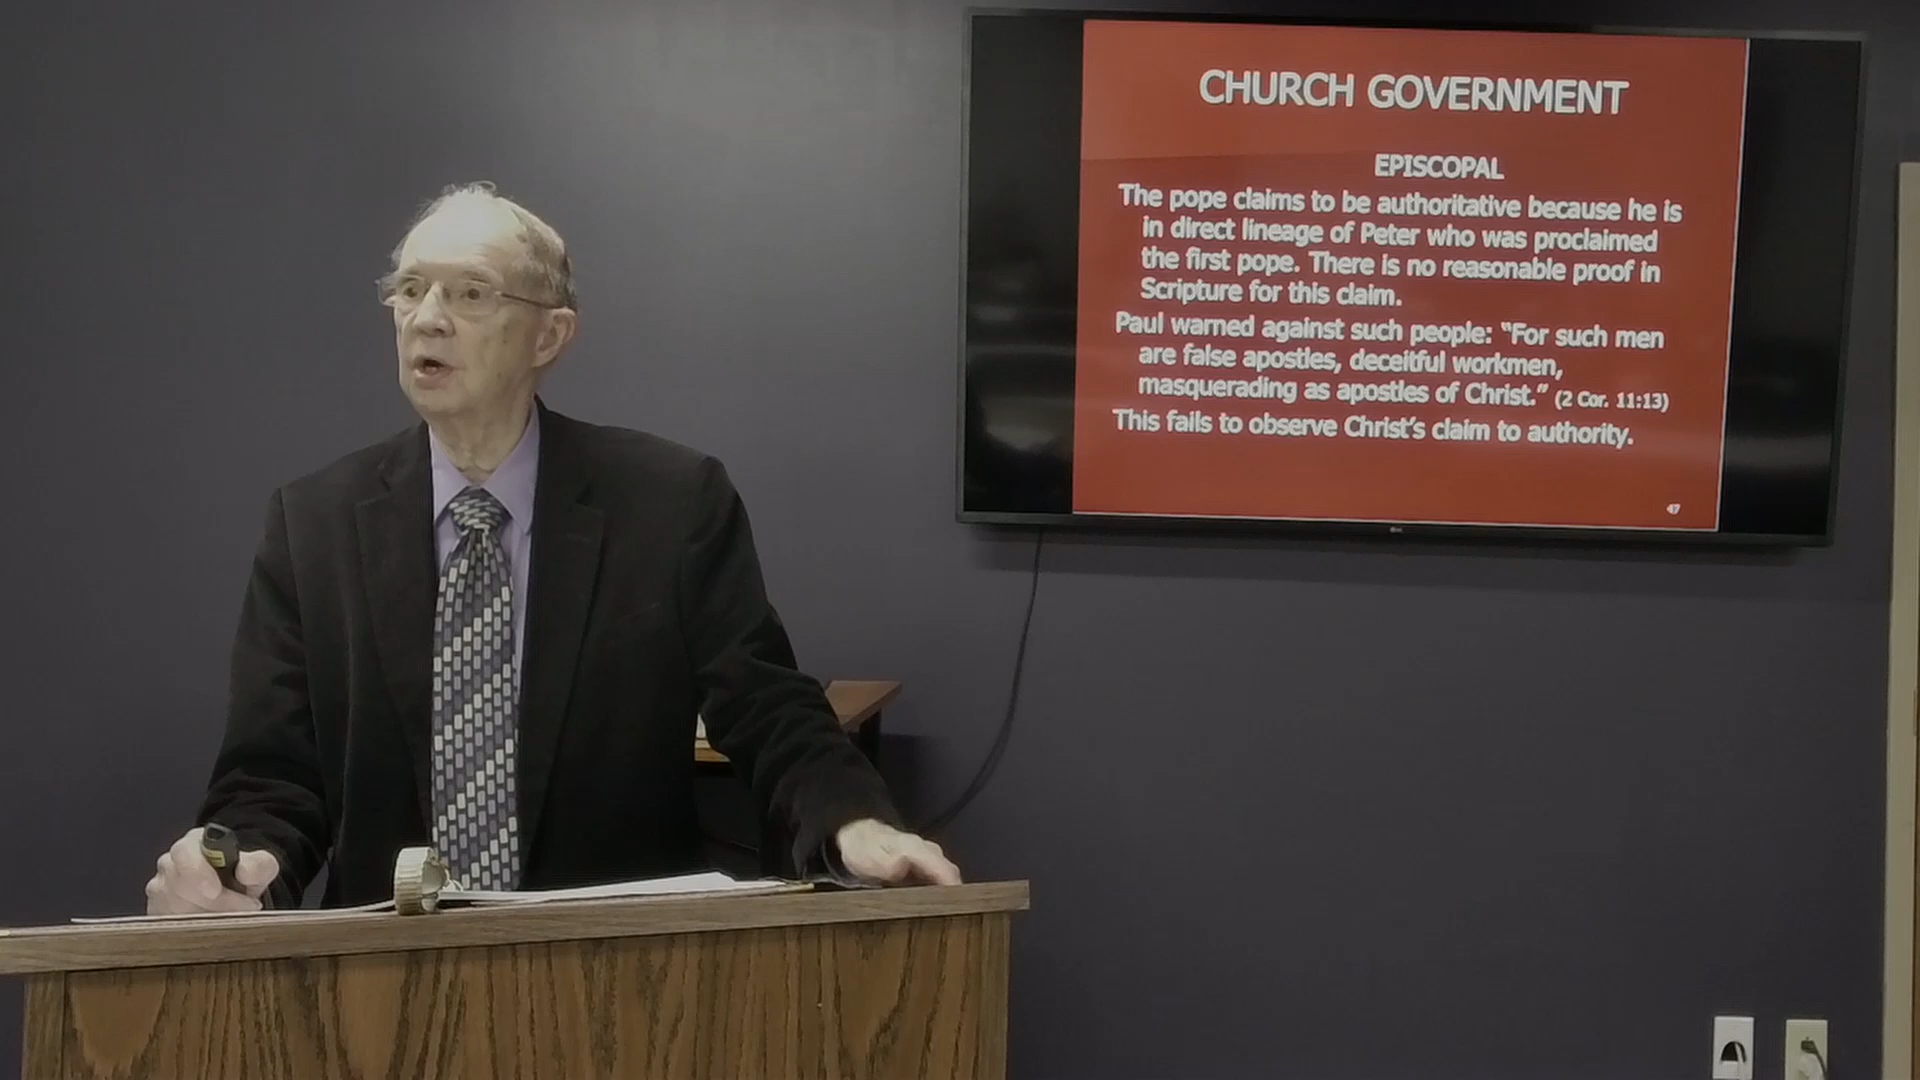 CHURCH GOVERNMENT
EPISCOPAL
The pope claims to be authoritative because he is
in direct lineage of Peter who was proclaimed
the first pope. There is no reasonable proof in
Scripture for this claim.
Paul warned against such people: “For such men
are false apostles, deceitful workmen,
masquerading as apostles of Christ.” (2 Cor. 11:13)
This fails to observe Christ’s claim to authority.
47